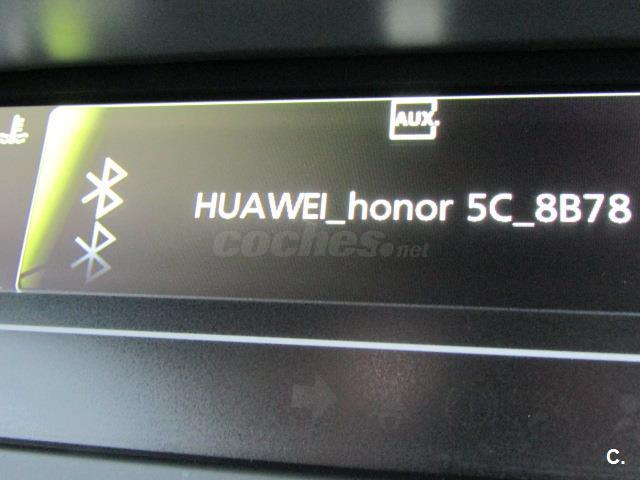 AUX.
HUAWEI_honor 5C_8B78
coches.net
C.